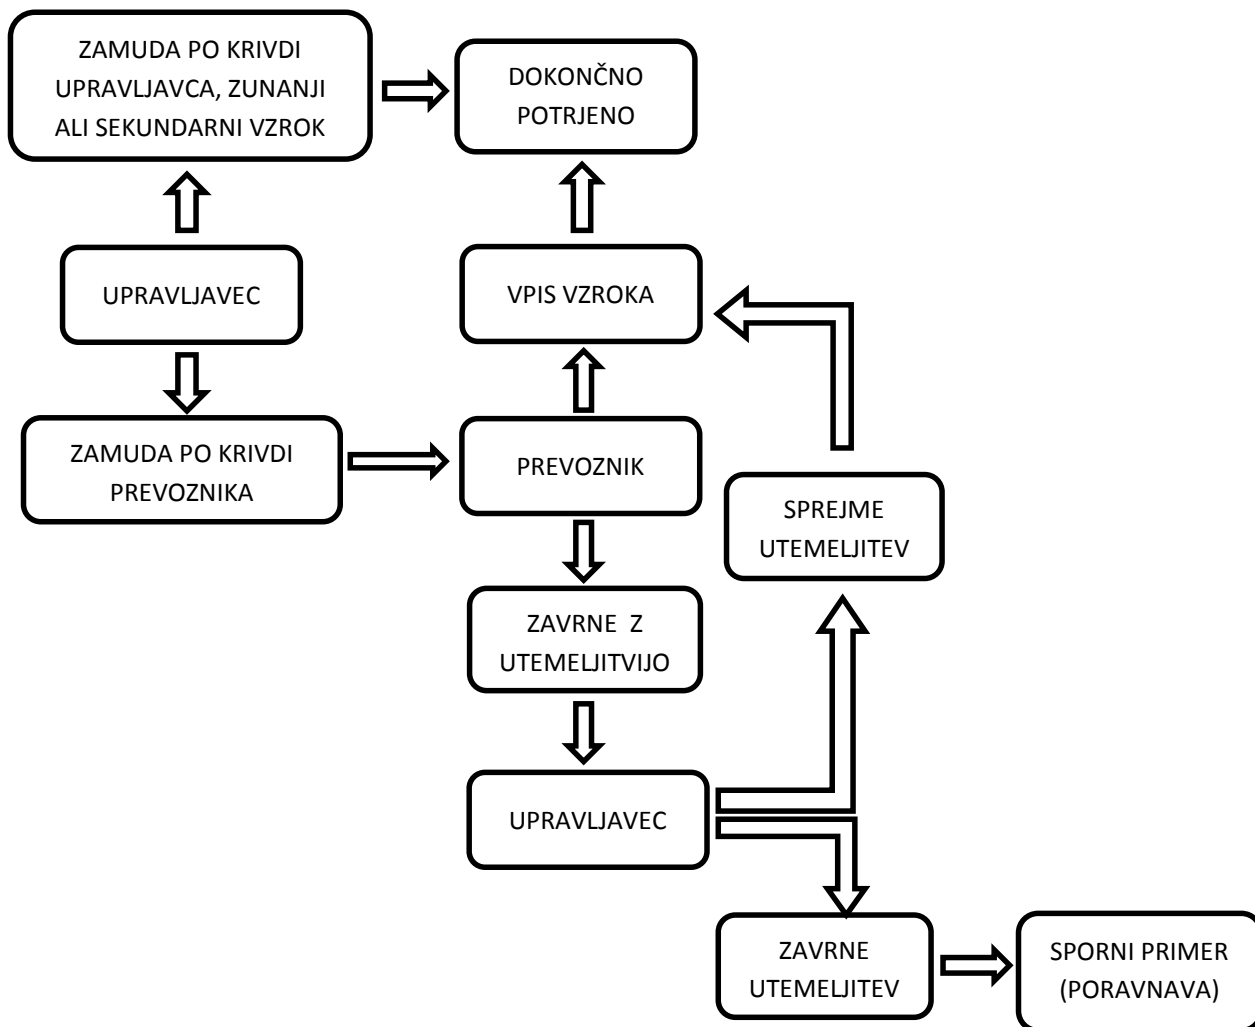 ZAMUDA PO KRIVDI
UPRAVLJAVCA, ZUNANJI
ALI SEKUNDARNI VZROK
DOKONČNO
POTRJENO
UPRAVLJAVEC
VPIS VZROKA
ZAMUDA PO KRIVDI
PREVOZNIKA
PREVOZNIK
SPREJME
UTEMELJITEV
ZAVRNE Z
UTEMELJITVIJO
UPRAVLJAVEC
ZAVRNE
UTEMELJITEV
SPORNI PRIMER
(PORAVNAVA)